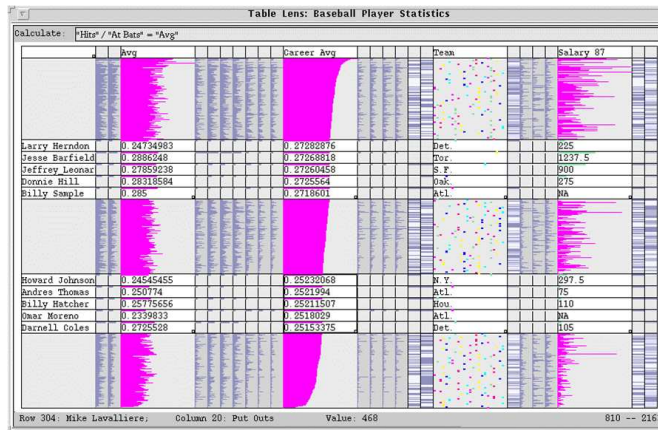 Table Lens: Baseball Player Statistics
Calculate: "Hits" / "At Bats" = "Avg"
Avg Career Avg Team Salary 87
Larry Herndon 0.24734983 0.27282876 Det. 225
Jesse Barfield 0.2886248 0.27268818 Tor. 1237.5
Jeffrey Leonar 0.27859238 0.27260458 S.F. 900
Donnie Hill 0.28318584 0.2725564 Oak. 275
Billy Sample 0.285 0.2718601 Atl. NA
Howard Johnson 0.24545455 0.25232068 N.Y. 297.5
Andres Thomas 0.250774 0.2521994 Atl. 75
Billy Hatcher 0.25775656 0.25211507 Hou. 110
Omar Moreno 0.2339833 0.2518029 Atl. NA
Darnell Coles 0.2725528 0.25153375 Det. 105
Row 304: Mike Lavalliere; Column 20: Put Outs Value: 468 810 -- 216